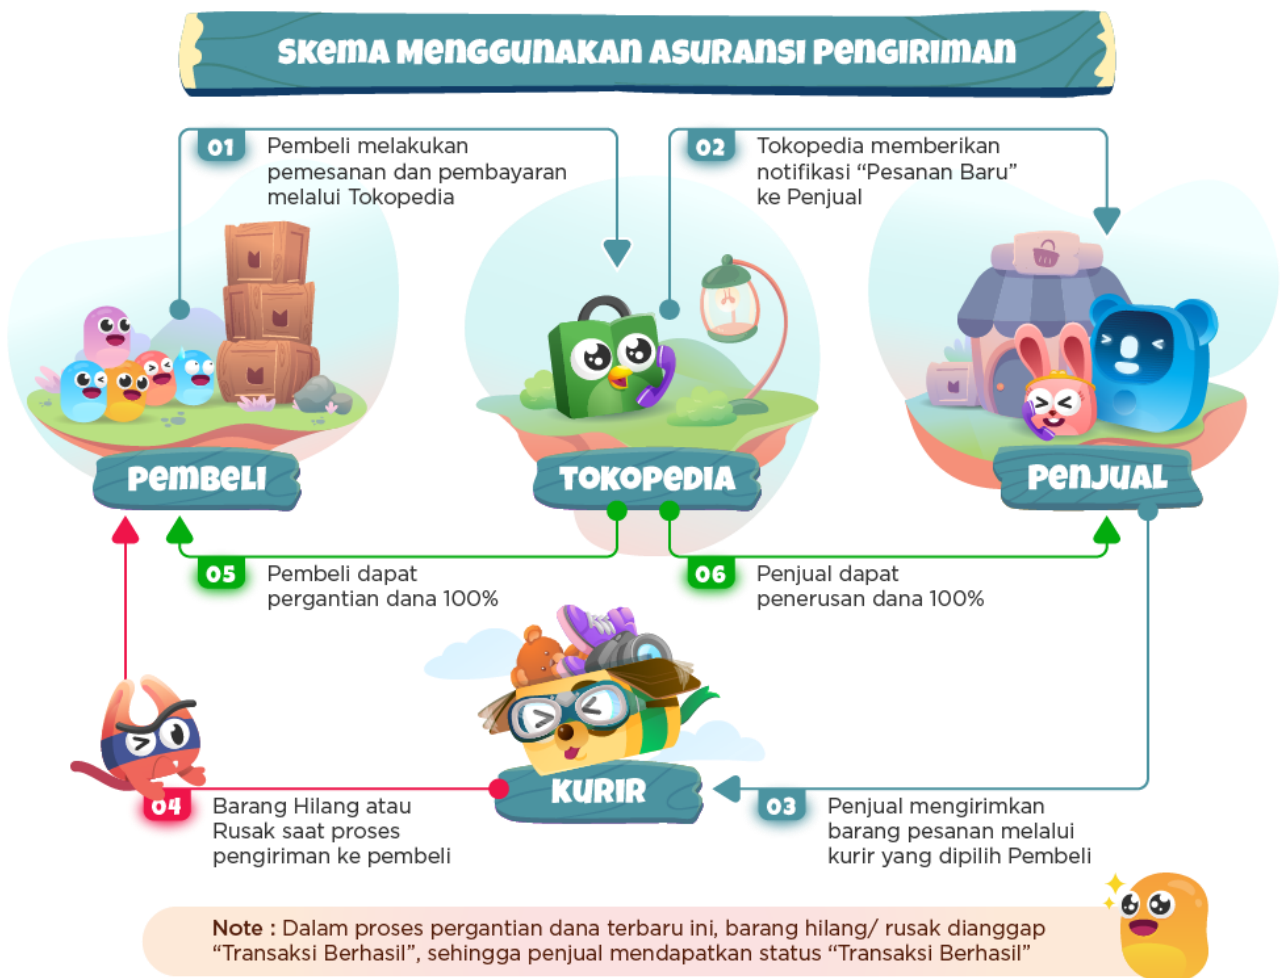 SKEMA MENGGUNAKAN ASURANSI PENGIRIMAN
01
Pembeli melakukan
pemesanan dan pembayaran
melalui Tokopedia
02
Tokopedia memberikan
notifikasi “Pesanan Baru”
ke Penjual
PEMBELI
TOKOPEDIA
PENJUAL
05
Pembeli dapat
pergantian dana 100%
06
Penjual dapat
penerusan dana 100%
KURIR
04
Barang Hilang atau
Rusak saat proses
pengiriman ke pembeli
03
Penjual mengirimkan
barang pesanan melalui
kurir yang dipilih Pembeli
Note : Dalam proses pergantian dana terbaru ini, barang hilang/ rusak dianggap
“Transaksi Berhasil”, sehingga penjual mendapatkan status “Transaksi Berhasil”